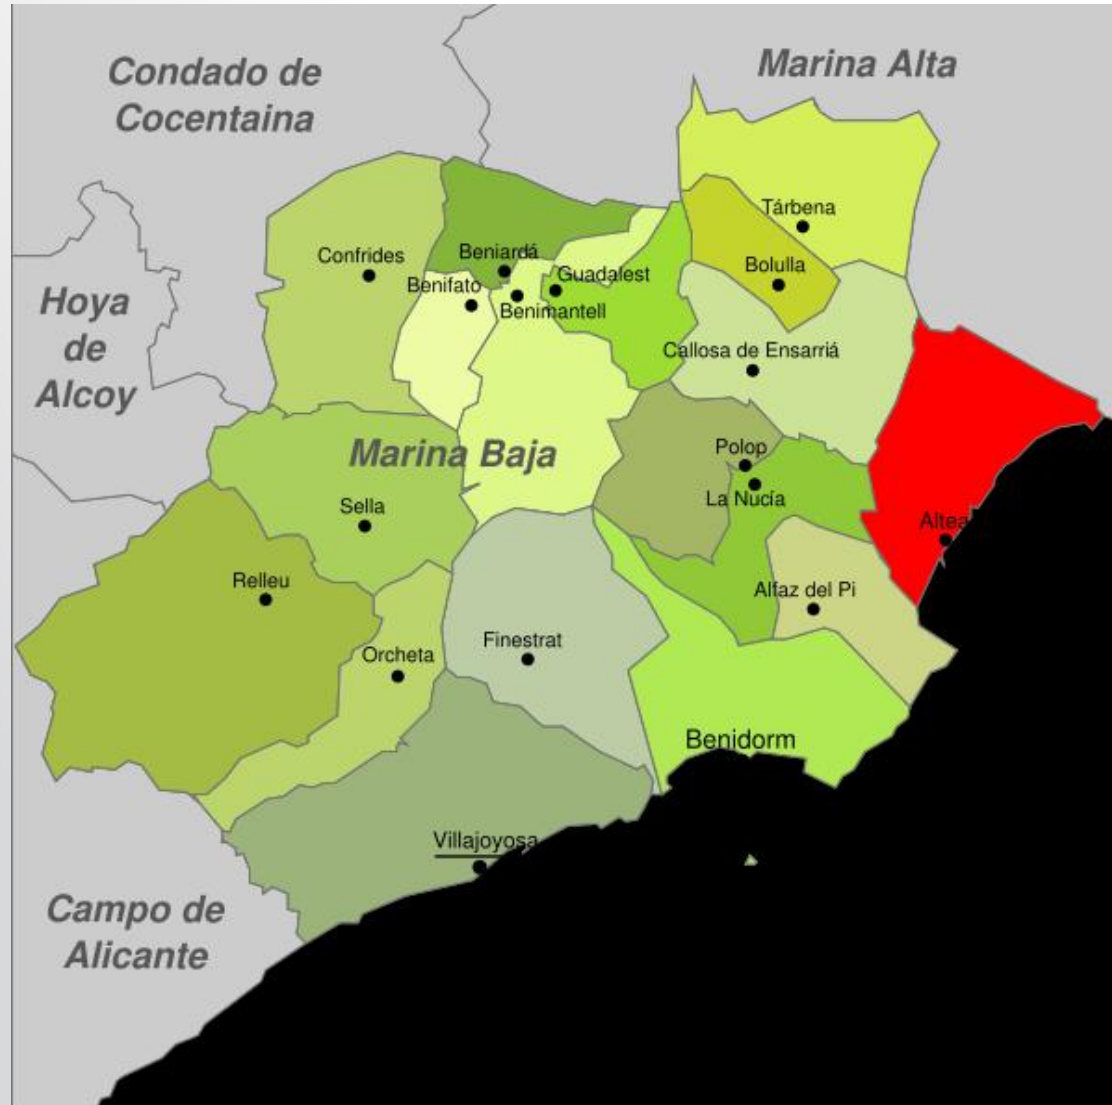 Condado de
Cocentaina
Marina Alta
Hoya
de
Alcoy
Tárbena
Confrides
Beniardá
Bolulla
Guadalest
Benifato
Benimantell
Callosa de Ensarriá
Marina Baja
Polop
La Nucía
Sella
Altea
Relleu
Alfaz del Pi
Finestrat
Orcheta
Benidorm
Villajoyosa
Campo de
Alicante